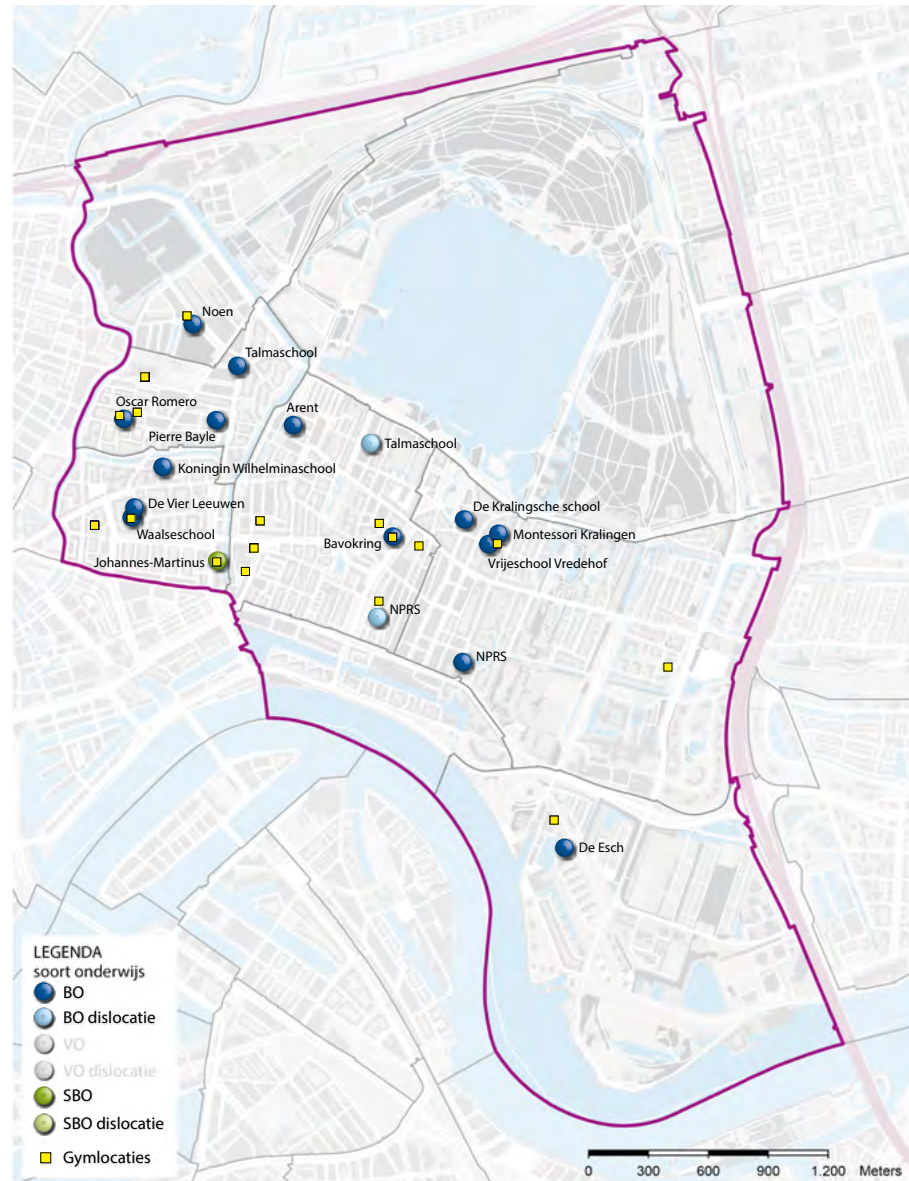 Noen
Talmaschool
Oscar Romero
Arent
Pierre Bayle
Talmaschool
Koningin Wilhelminaschool
De Vier Leeuwen
De Kralingsche school
Waalseschool
Montessori Kralingen
Bavokring
Vrijeschool Vredehof
Johannes-Martinus
NPRS
NPRS
De Esch
LEGENDA
soort onderwijs
BO
BO dislocatie
VO
VO dislocatie
SBO
SBO dislocatie
Gymlocaties
0 300 600 900 1.200 Meters